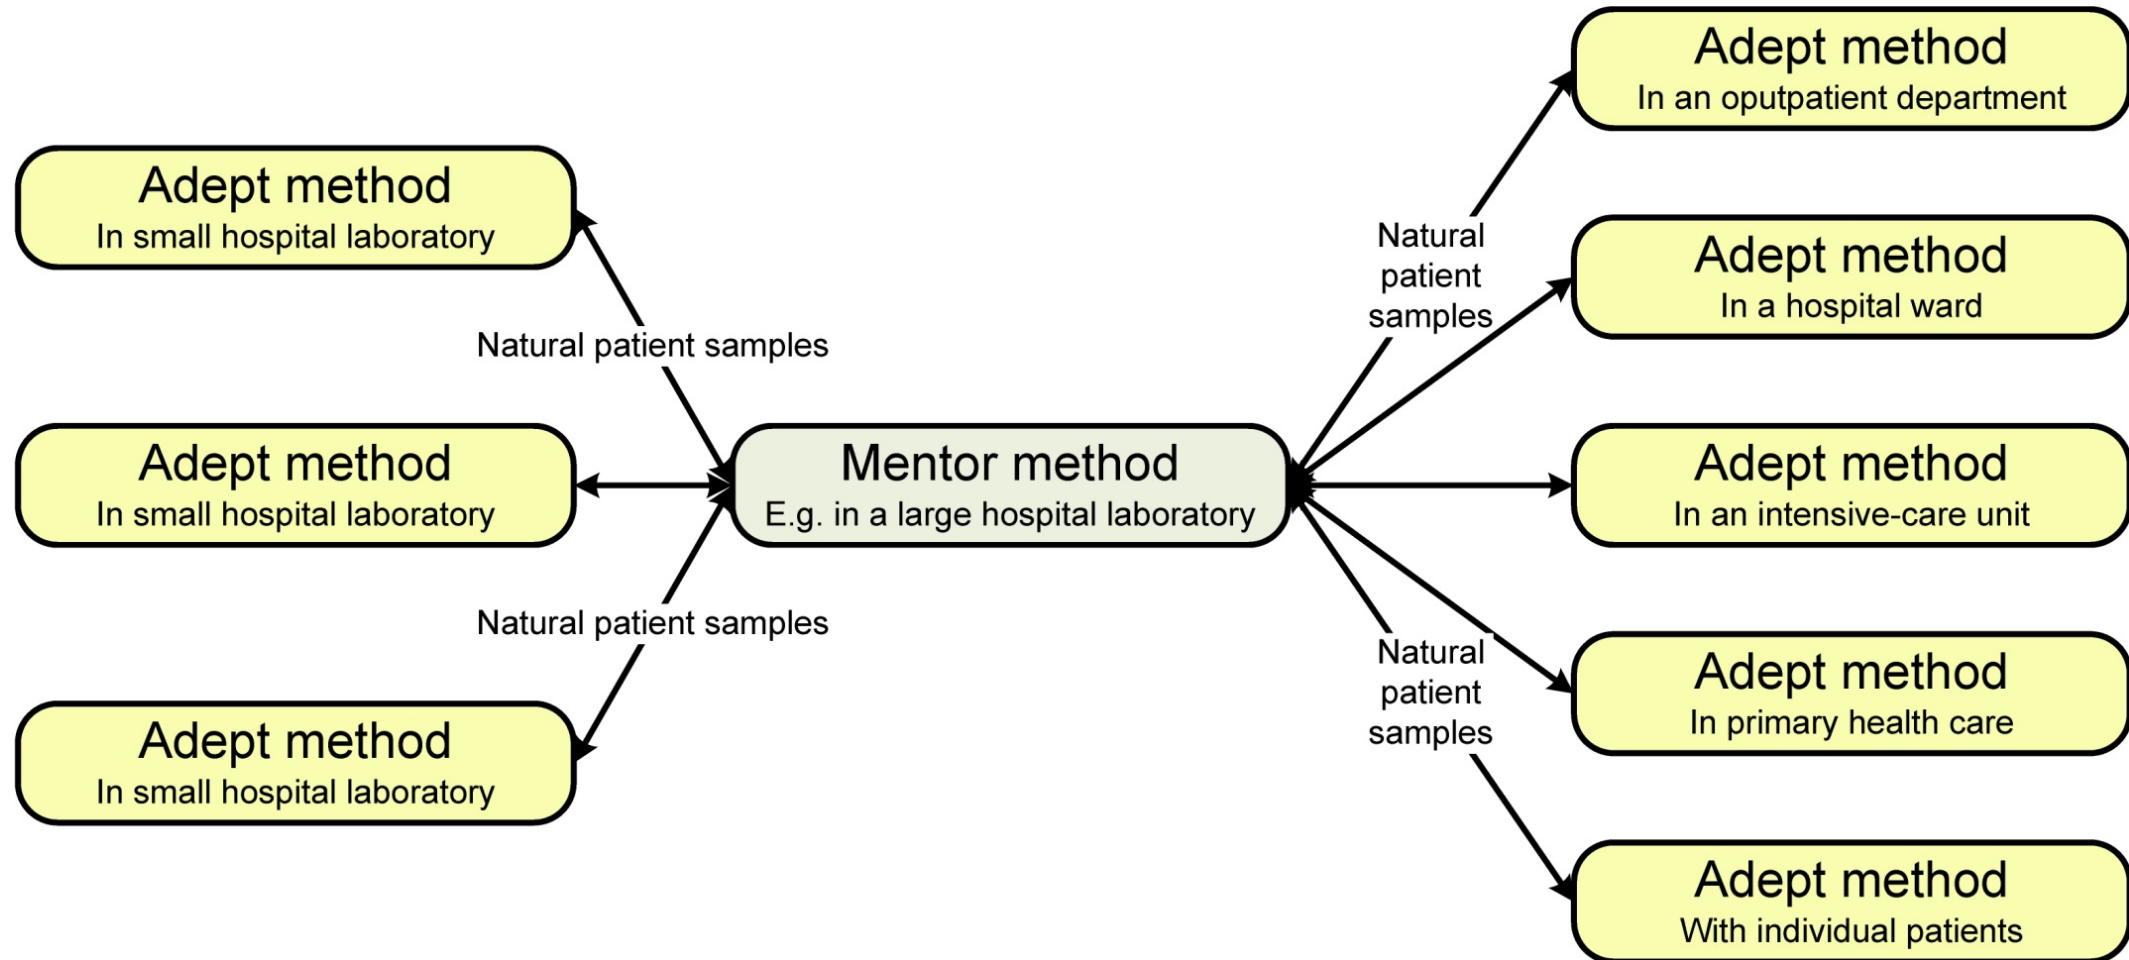 Adept method
In small hospital laboratory
Natural patient samples
Adept method
In small hospital laboratory
Natural patient samples
Adept method
In small hospital laboratory
Mentor method
E.g. in a large hospital laboratory
Natural
patient
samples
Natural
patient
samples
Adept method
In an oputpatient department
Adept method
In a hospital ward
Adept method
In an intensive-care unit
Adept method
In primary health care
Adept method
With individual patients